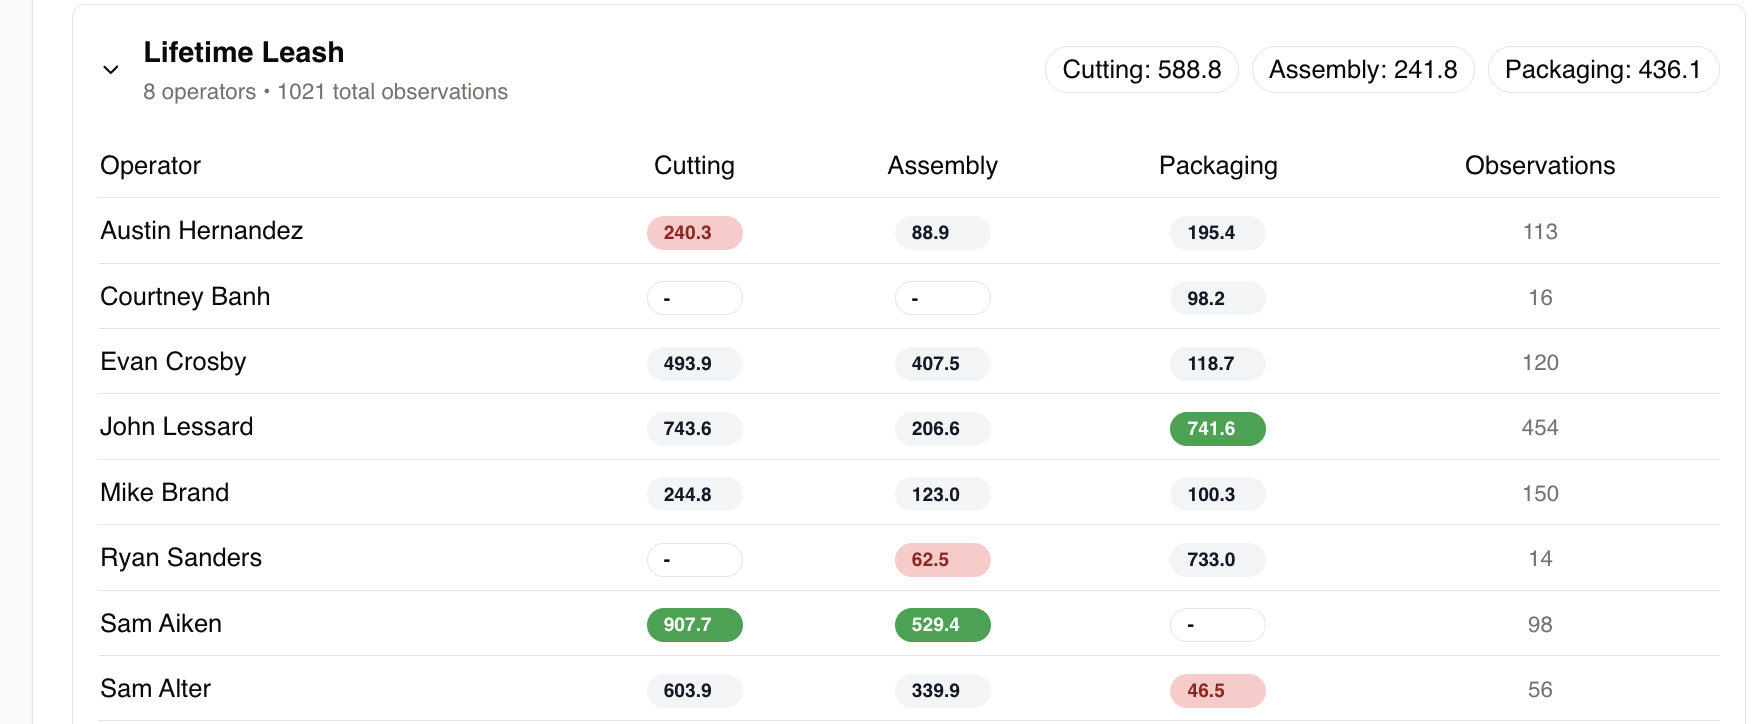 Lifetime Leash
8 operators • 1021 total observations
Cutting: 588.8 Assembly: 241.8 Packaging: 436.1
Operator Cutting Assembly Packaging Observations
Austin Hernandez 240.3 88.9 195.4 113
Courtney Banh - - 98.2 16
Evan Crosby 493.9 407.5 118.7 120
John Lessard 743.6 206.6 741.6 454
Mike Brand 244.8 123.0 100.3 150
Ryan Sanders - 62.5 733.0 14
Sam Aiken 907.7 529.4 - 98
Sam Alter 603.9 339.9 46.5 56